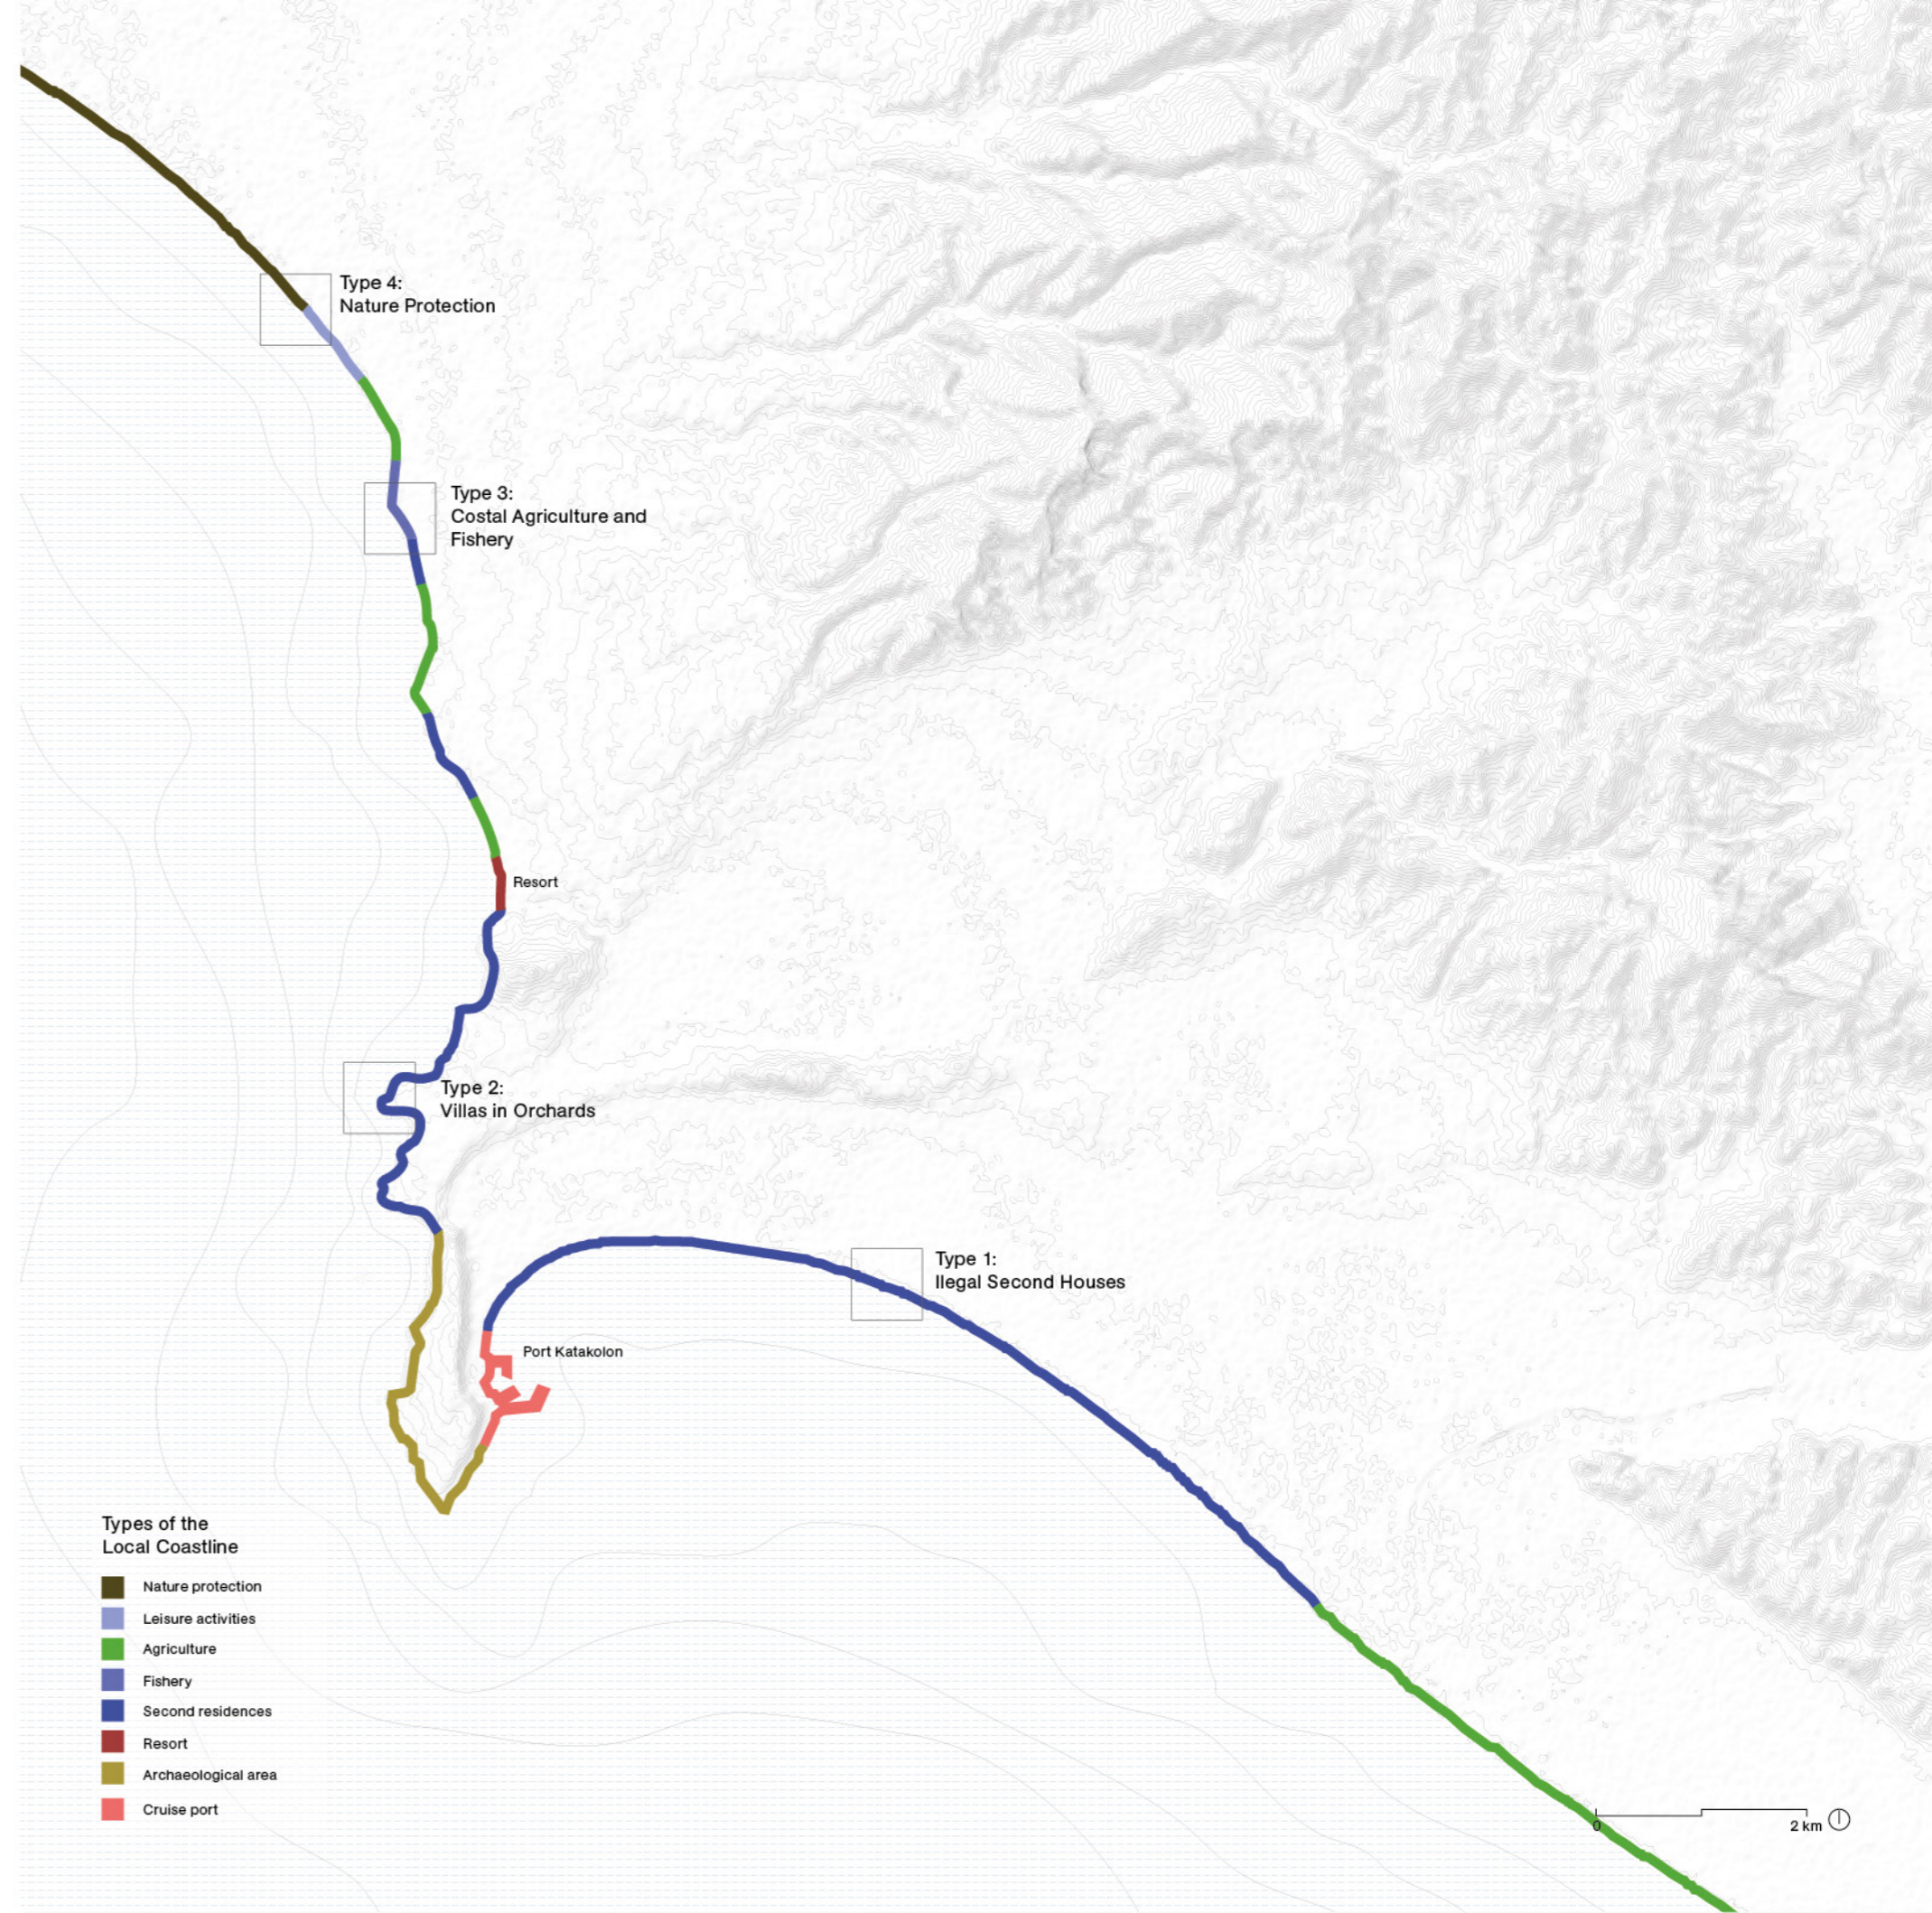 Type 4:
Nature Protection
Type 3:
Costal Agriculture and
Fishery
Resort
Type 2:
Villas in Orchards
Type 1:
Ilegal Second Houses
Port Katakolon
Types of the
Local Coastline
Nature protection
Leisure activities
Agriculture
Fishery
Second residences
Resort
Archaeological area
Cruise port
0
2 km